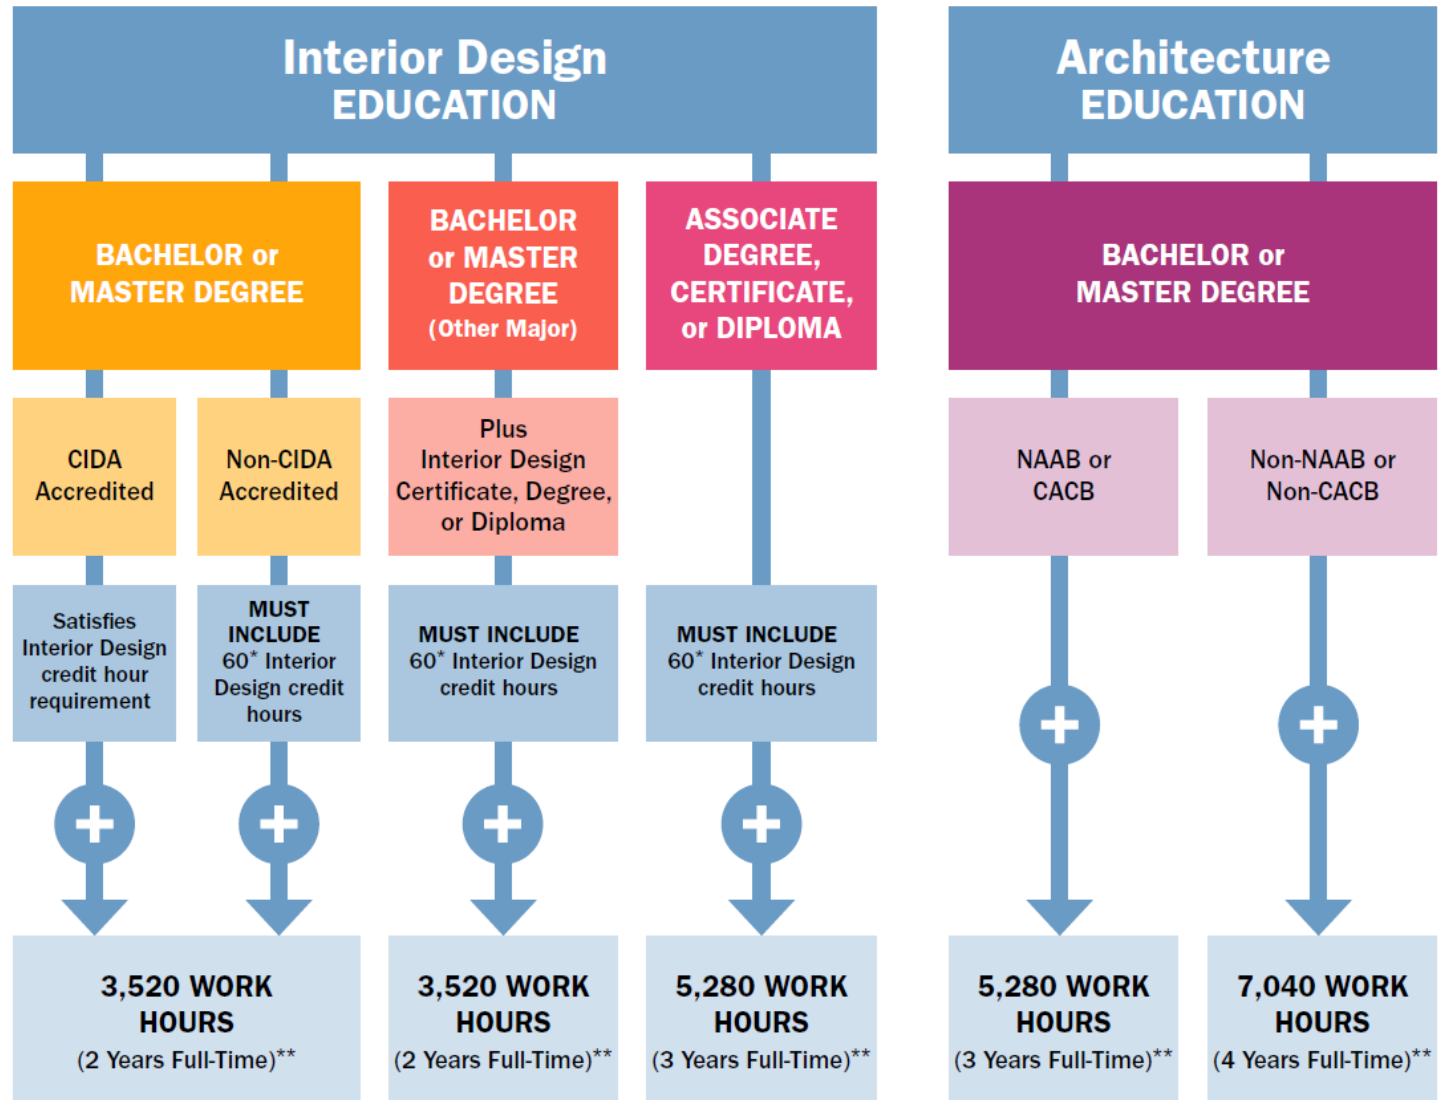 Interior Design
EDUCATION
BACHELOR or
MASTER DEGREE
CIDA
Accredited
Satisfies
Interior Design
credit hour
requirement
Non-CIDA
Accredited
MUST
INCLUDE
60* Interior
Design credit
hours
3,520 WORK
HOURS
(2 Years Full-Time)**
BACHELOR
or MASTER
DEGREE
(Other Major)
Plus
Interior Design
Certificate, Degree,
or Diploma
MUST INCLUDE
60* Interior Design
credit hours
3,520 WORK
HOURS
(2 Years Full-Time)**
ASSOCIATE
DEGREE,
CERTIFICATE,
or DIPLOMA
MUST INCLUDE
60* Interior Design
credit hours
5,280 WORK
HOURS
(3 Years Full-Time)**
Architecture
EDUCATION
BACHELOR or
MASTER DEGREE
NAAB or
CACB
5,280 WORK
HOURS
(3 Years Full-Time)**
Non-NAAB or
Non-CACB
7,040 WORK
HOURS
(4 Years Full-Time)**